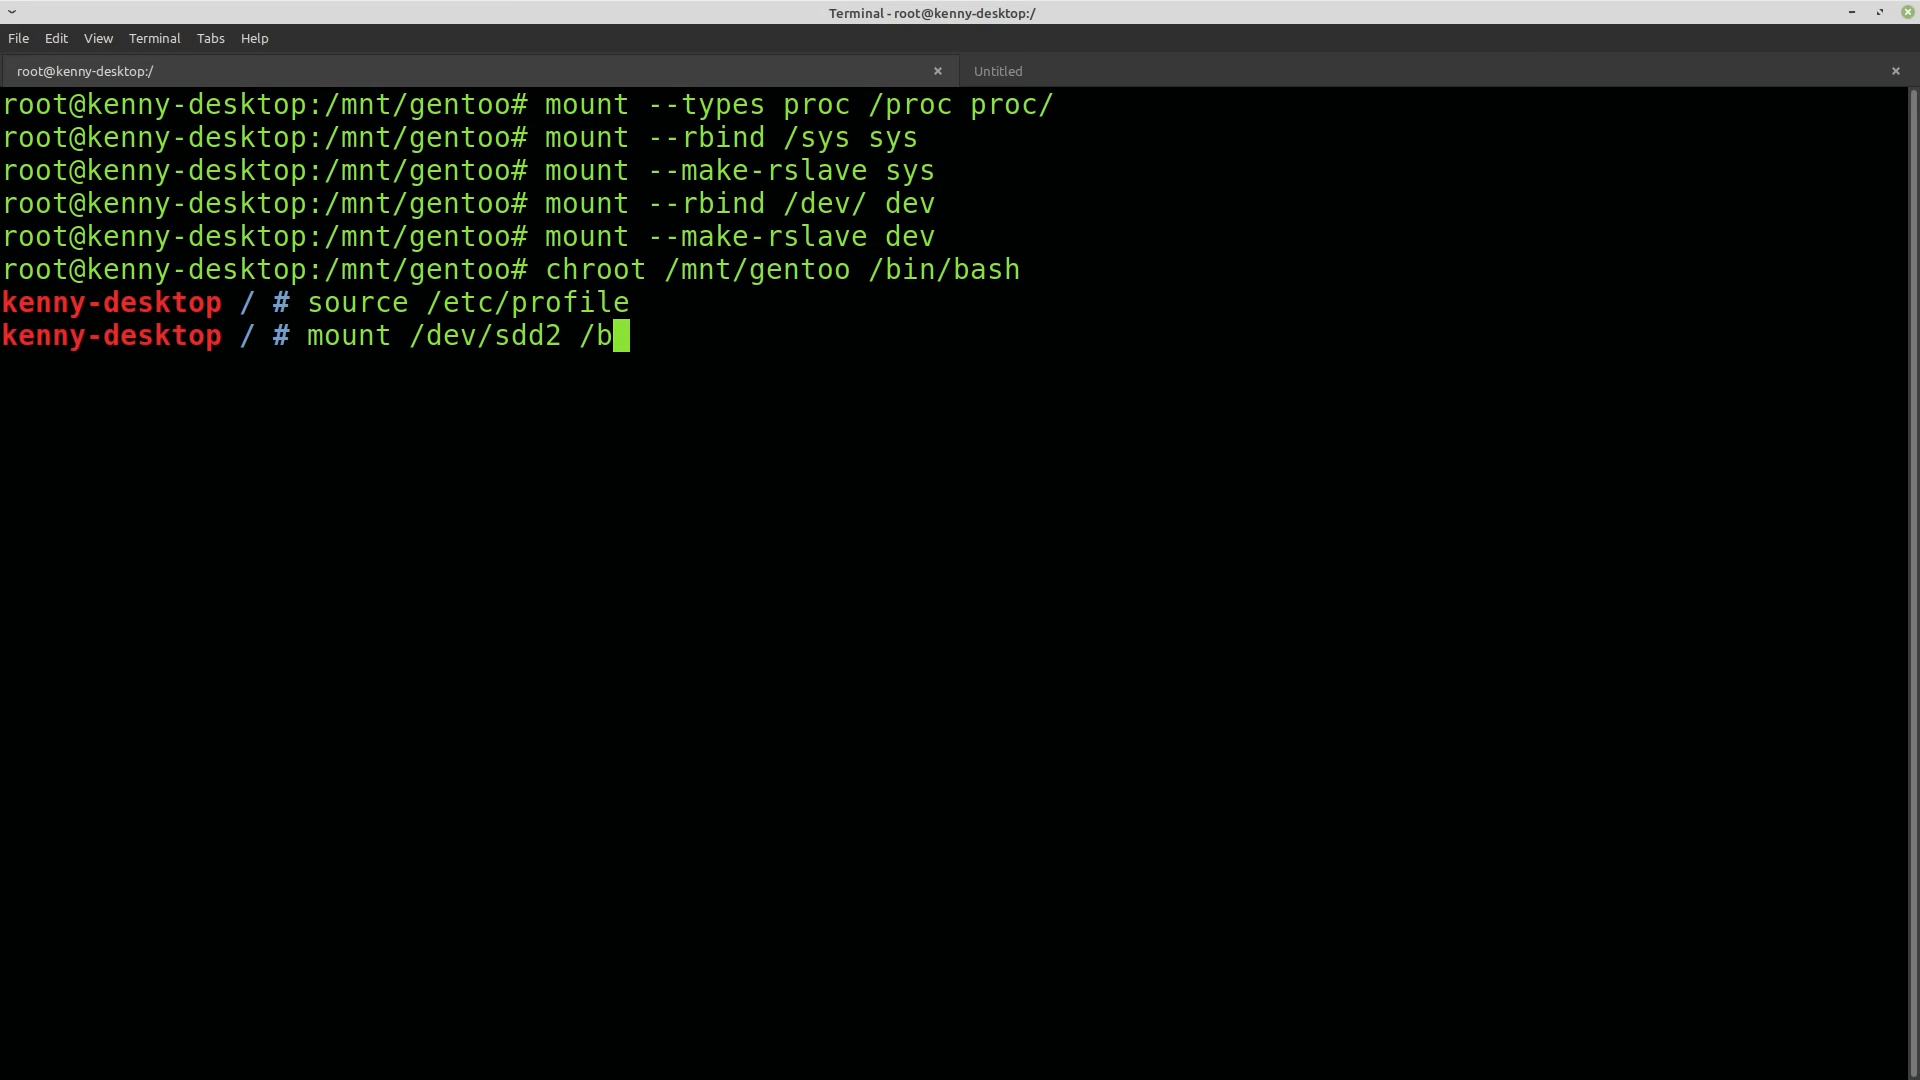 Terminal - root@kenny-desktop:/
File Edit View Terminal Tabs Help
root@kenny-desktop:/ Untitled
root@kenny-desktop:/mnt/gentoo# mount --types proc /proc proc/
root@kenny-desktop:/mnt/gentoo# mount --rbind /sys sys
root@kenny-desktop:/mnt/gentoo# mount --make-rslave sys
root@kenny-desktop:/mnt/gentoo# mount --rbind /dev/ dev
root@kenny-desktop:/mnt/gentoo# mount --make-rslave dev
root@kenny-desktop:/mnt/gentoo# chroot /mnt/gentoo /bin/bash
kenny-desktop / # source /etc/profile
kenny-desktop / # mount /dev/sdd2 /b